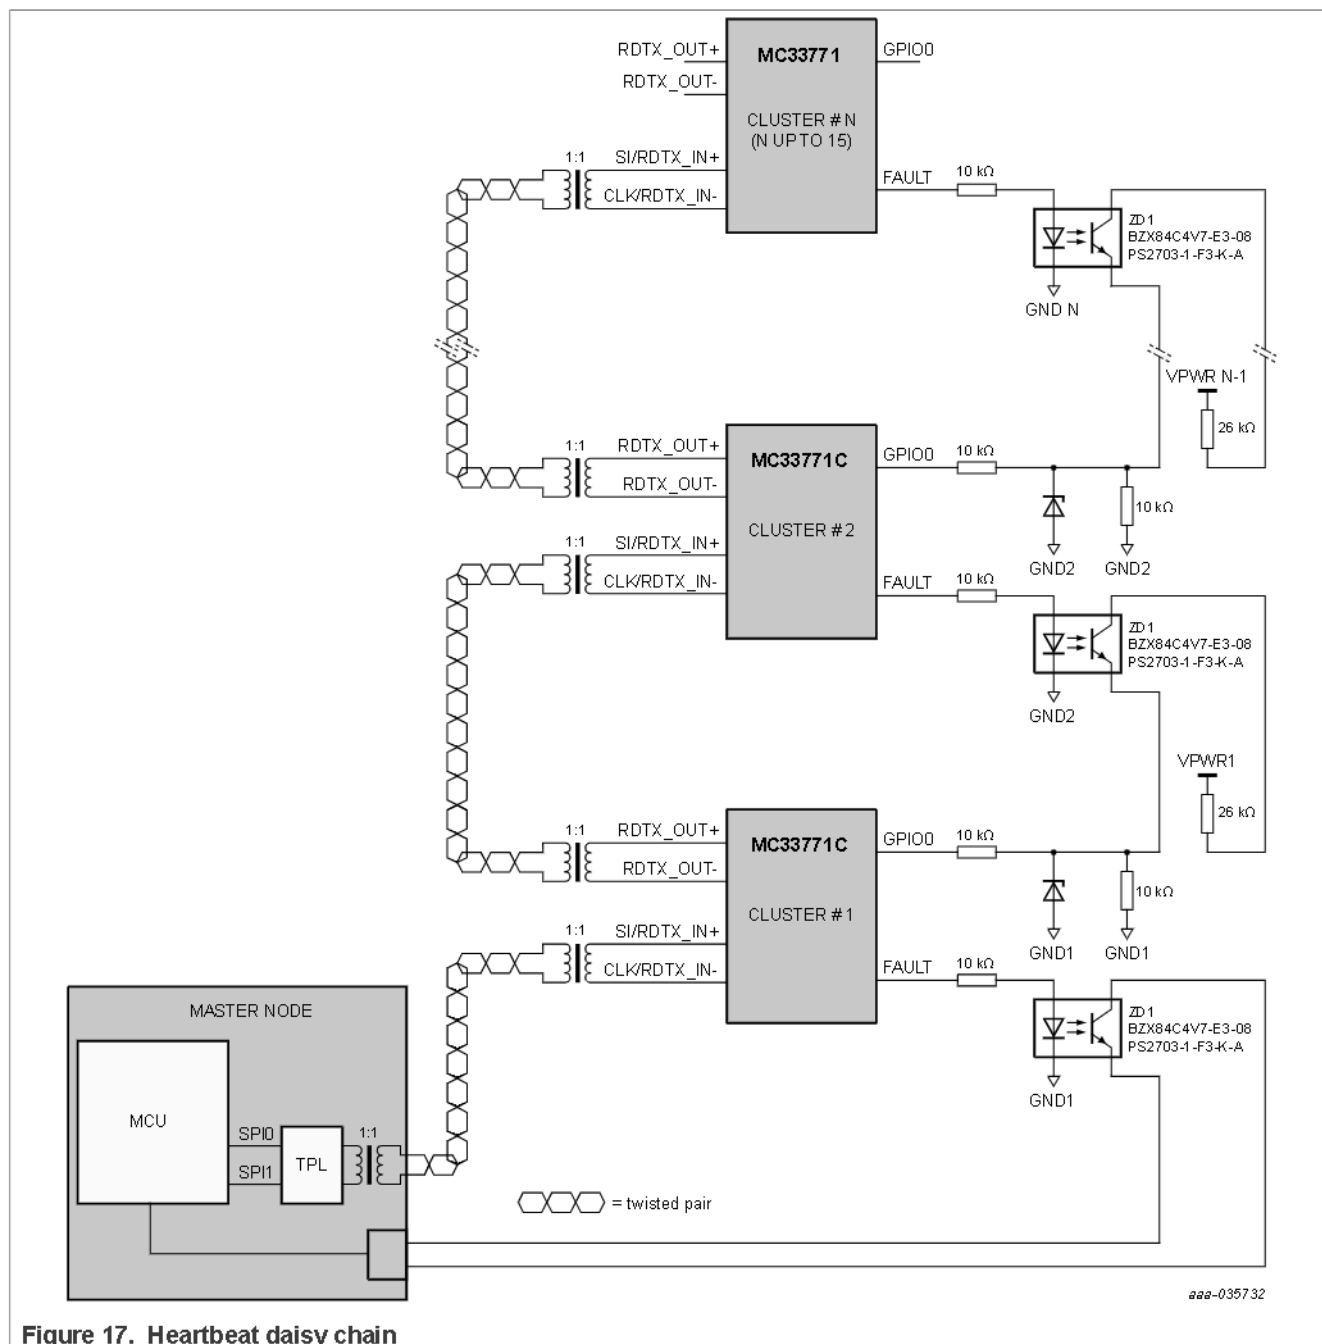 RDTX_OUT+
RDTX_OUT-
MC33771
GPIO0
CLUSTER # N
(N UPTO 15)
1:1
SI/RDTX_IN+
CLK/RDTX_IN-
FAULT
10 kΩ
ZD1
BZX84C4V7-E3-08
PS2703-1-F3-K-A
GND N
VPWR N-1
26 kΩ
1:1
RDTX_OUT+
RDTX_OUT-
MC33771C
GPIO0
10 kΩ
10 kΩ
CLUSTER # 2
GND2
GND2
1:1
SI/RDTX_IN+
CLK/RDTX_IN-
FAULT
10 kΩ
ZD1
BZX84C4V7-E3-08
PS2703-1-F3-K-A
GND2
VPWR1
26 kΩ
1:1
RDTX_OUT+
RDTX_OUT-
MC33771C
GPIO0
10 kΩ
10 kΩ
CLUSTER # 1
GND1
GND1
1:1
SI/RDTX_IN+
CLK/RDTX_IN-
FAULT
10 kΩ
ZD1
BZX84C4V7-E3-08
PS2703-1-F3-K-A
GND1
MASTER NODE
MCU
SPI0
SPI1
TPL
1:1
= twisted pair
aaa-035732
Figure 17. Heartbeat daisy chain